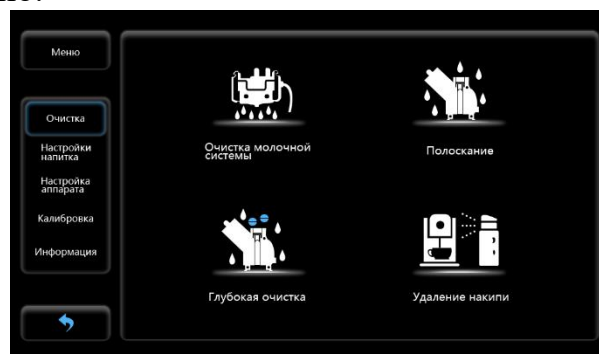 Меню
Очистка
Настройки
напитка
Настройка
аппарата
Калибровка
Информация
Очистка молочной
системы
Полоскание
Глубокая очистка
Удаление накипи